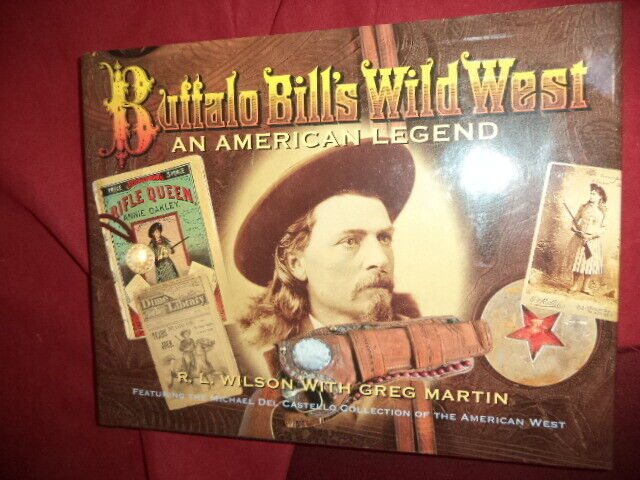 Buffalo Bill's Wild West
AN AMERICAN LEGEND
RIFLE QUEEN
ANNIE OAKLEY
Dime
Library
R. L. WILSON WITH GREG MARTIN
FEATURING THE MICHAEL DEL CASTELLO COLLECTION OF THE AMERICAN WEST